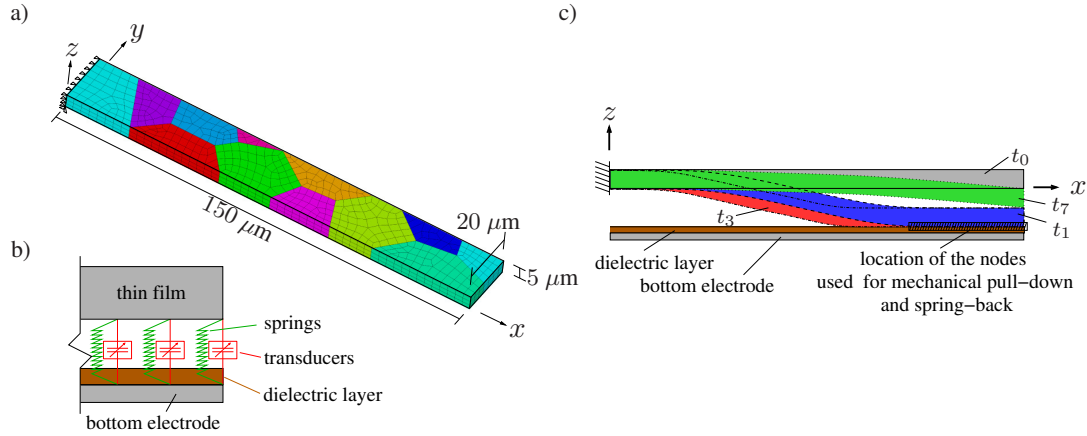 a)
y
z
150 μm
20 μm
5 μm
x
b)
thin film
springs
transducers
dielectric layer
bottom electrode
c)
z
t0
x
t7
t3
t1
dielectric layer
bottom electrode
location of the nodes
used for mechanical pull−down
and spring−back